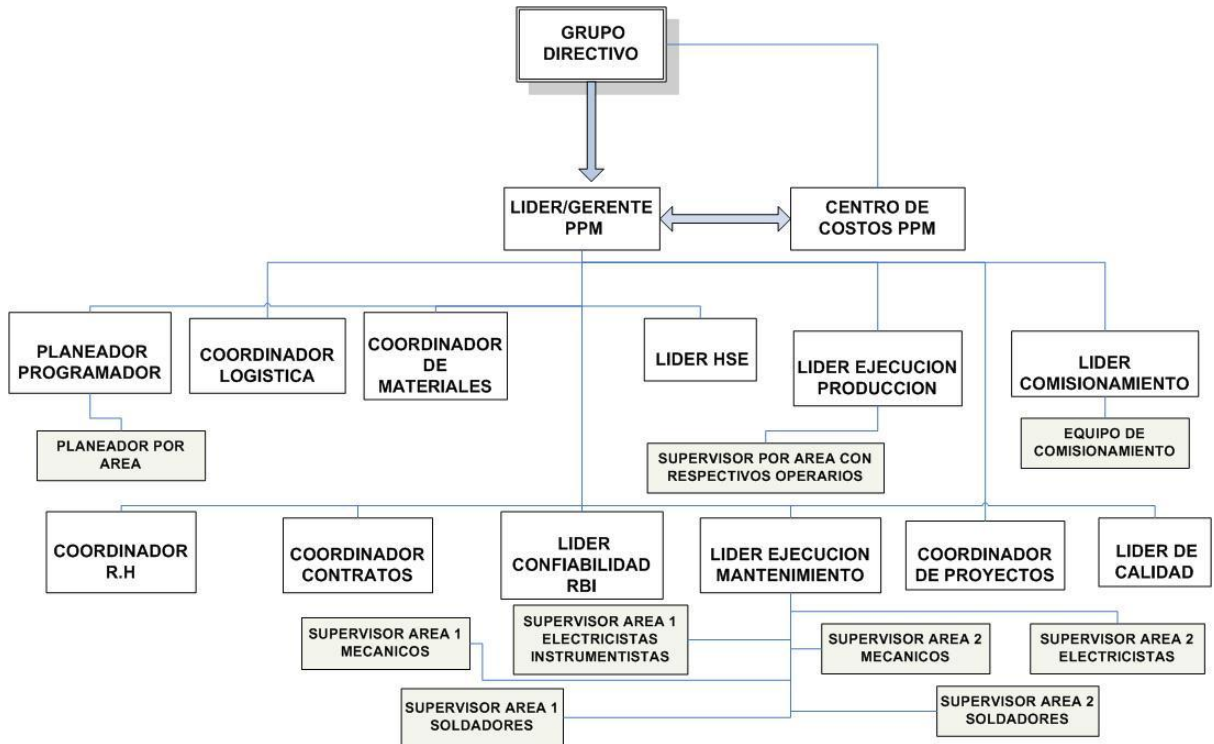 GRUPO
DIRECTIVO
LIDER/GERENTE
PPM
CENTRO DE
COSTOS PPM
PLANEADOR
PROGRAMADOR
COORDINADOR
LOGISTICA
COORDINADOR
DE
MATERIALES
LIDER HSE
LIDER EJECUCION
PRODUCCION
LIDER
COMISIONAMIENTO
PLANEADOR POR
AREA
SUPERVISOR POR AREA CON
RESPECTIVOS OPERARIOS
EQUIPO DE
COMISIONAMIENTO
COORDINADOR
R.H
COORDINADOR
CONTRATOS
LIDER
CONFIABILIDAD
RBI
LIDER EJECUCION
MANTENIMIENTO
COORDINADOR
DE PROYECTOS
LIDER DE
CALIDAD
SUPERVISOR AREA 1
MECANICOS
SUPERVISOR AREA 1
ELECTRICISTAS
INSTRUMENTISTAS
SUPERVISOR AREA 2
MECANICOS
SUPERVISOR AREA 2
ELECTRICISTAS
SUPERVISOR AREA 1
SOLDADORES
SUPERVISOR AREA 2
SOLDADORES